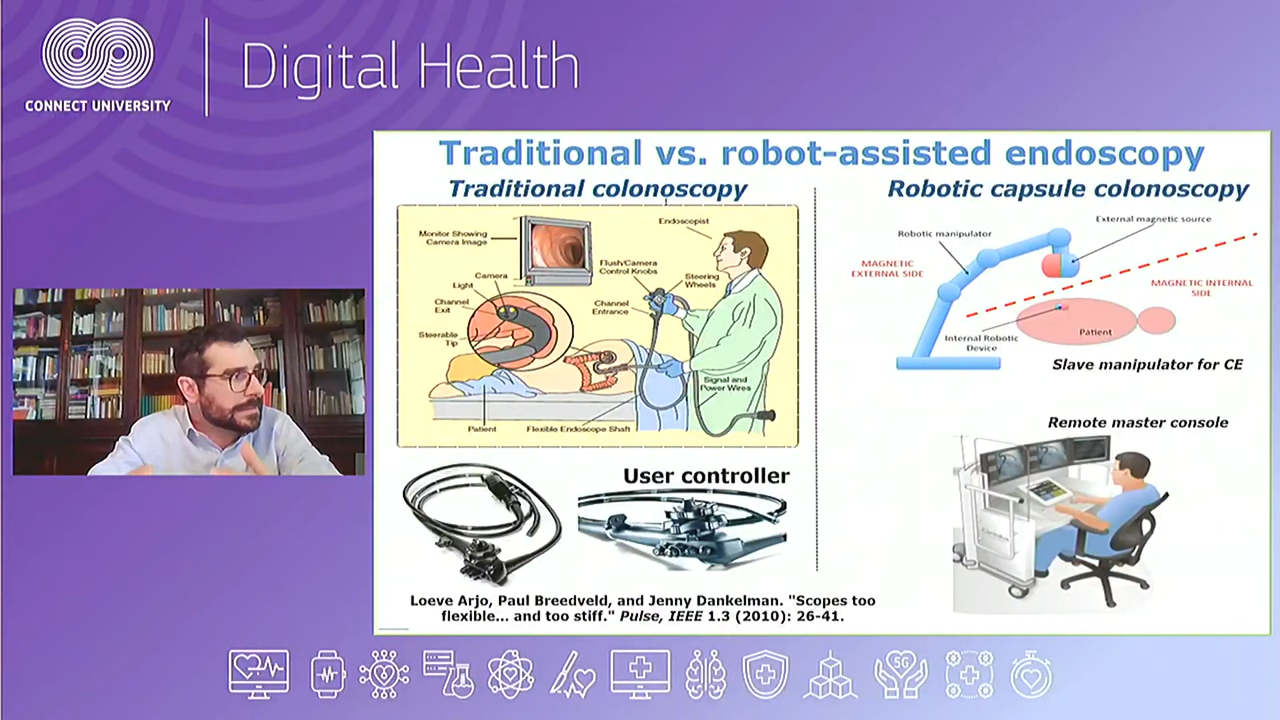 CONNECT UNIVERSITY
Digital Health
Traditional vs. robot-assisted endoscopy
Traditional colonoscopy
Monitor Showing
Camera Image
Endoscopist
Camera
Light
Channel
Exit
Steerable
Tip
Flush/Camera
Control Knobs
Steering
Wheels
Channel
Entrance
Signal and
Power Wires
Patient
Flexible Endoscope Shaft
User controller
Loeve Arjo, Paul Breedveld, and Jenny Dankelman. "Scopes too
flexible... and too stiff." Pulse, IEEE 1.3 (2010): 26-41.
Robotic capsule colonoscopy
External magnetic source
Robotic manipulator
MAGNETIC
EXTERNAL SIDE
MAGNETIC INTERNAL
SIDE
Internal Robotic
Device
Patient
Slave manipulator for CE
Remote master console
5G